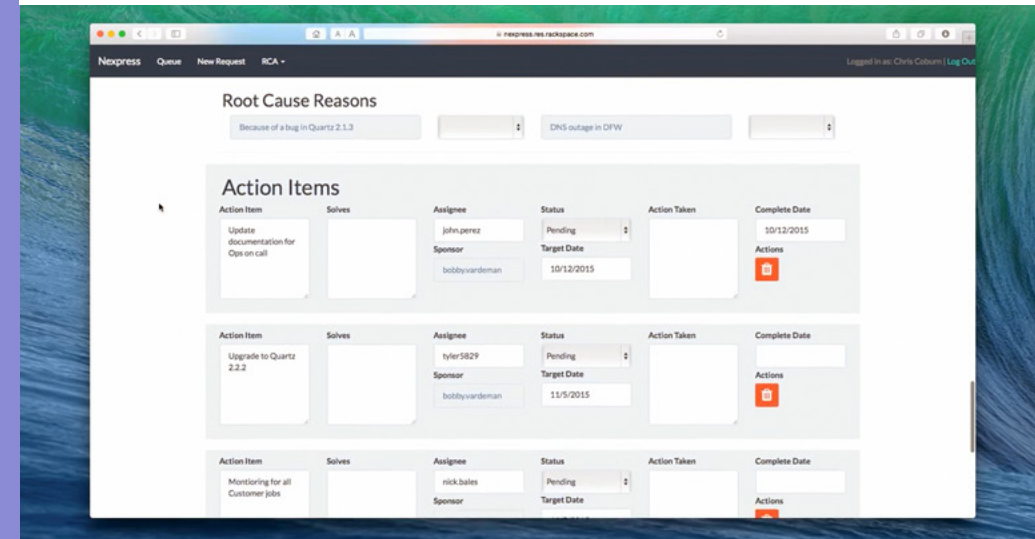 nexpress.res.rackspace.com
Nexpress Queue New Request RCA Logged in as: Chris Coburn | Log Out
Root Cause Reasons
Because of a bug in Quartz 2.1.3 DNS outage in DFW
Action Items
Action Item Solves Assignee Status Action Taken Complete Date
Update documentation for Ops on call john.perez Pending 10/12/2015
Sponsor Target Date Actions
bobby.vardeman 10/12/2015
Action Item Solves Assignee Status Action Taken Complete Date
Upgrade to Quartz 2.2.2 tyler5829 Pending
Sponsor Target Date Actions
bobby.vardeman 11/5/2015
Action Item Solves Assignee Status Action Taken Complete Date
Montioring for all Customer jobs nick.bales Pending
Sponsor Target Date Actions